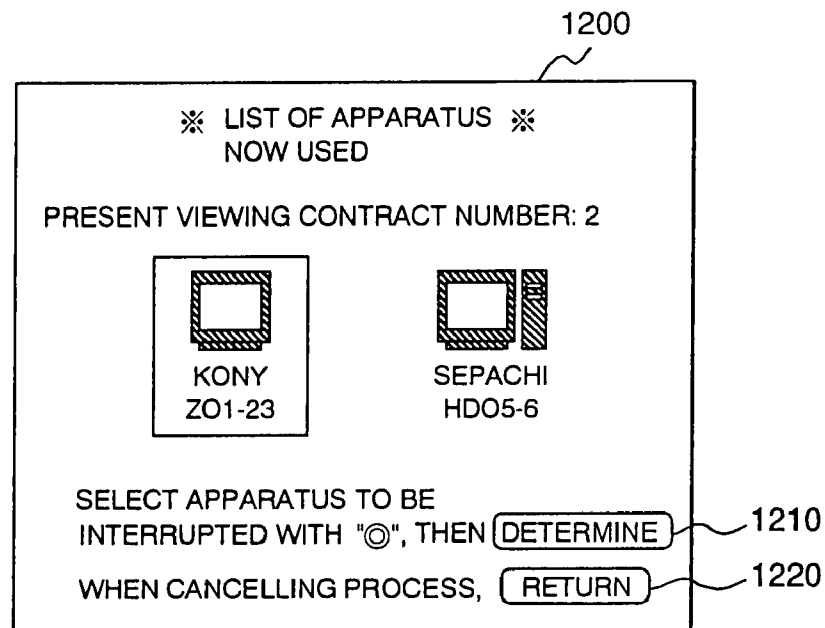 1200
※ LIST OF APPARATUS ※
NOW USED
PRESENT VIEWING CONTRACT NUMBER: 2
KONY
ZO1-23
SEPACHI
HDO5-6
SELECT APPARATUS TO BE
INTERRUPTED WITH "◎", THEN DETERMINE
1210
WHEN CANCELLING PROCESS, RETURN
1220